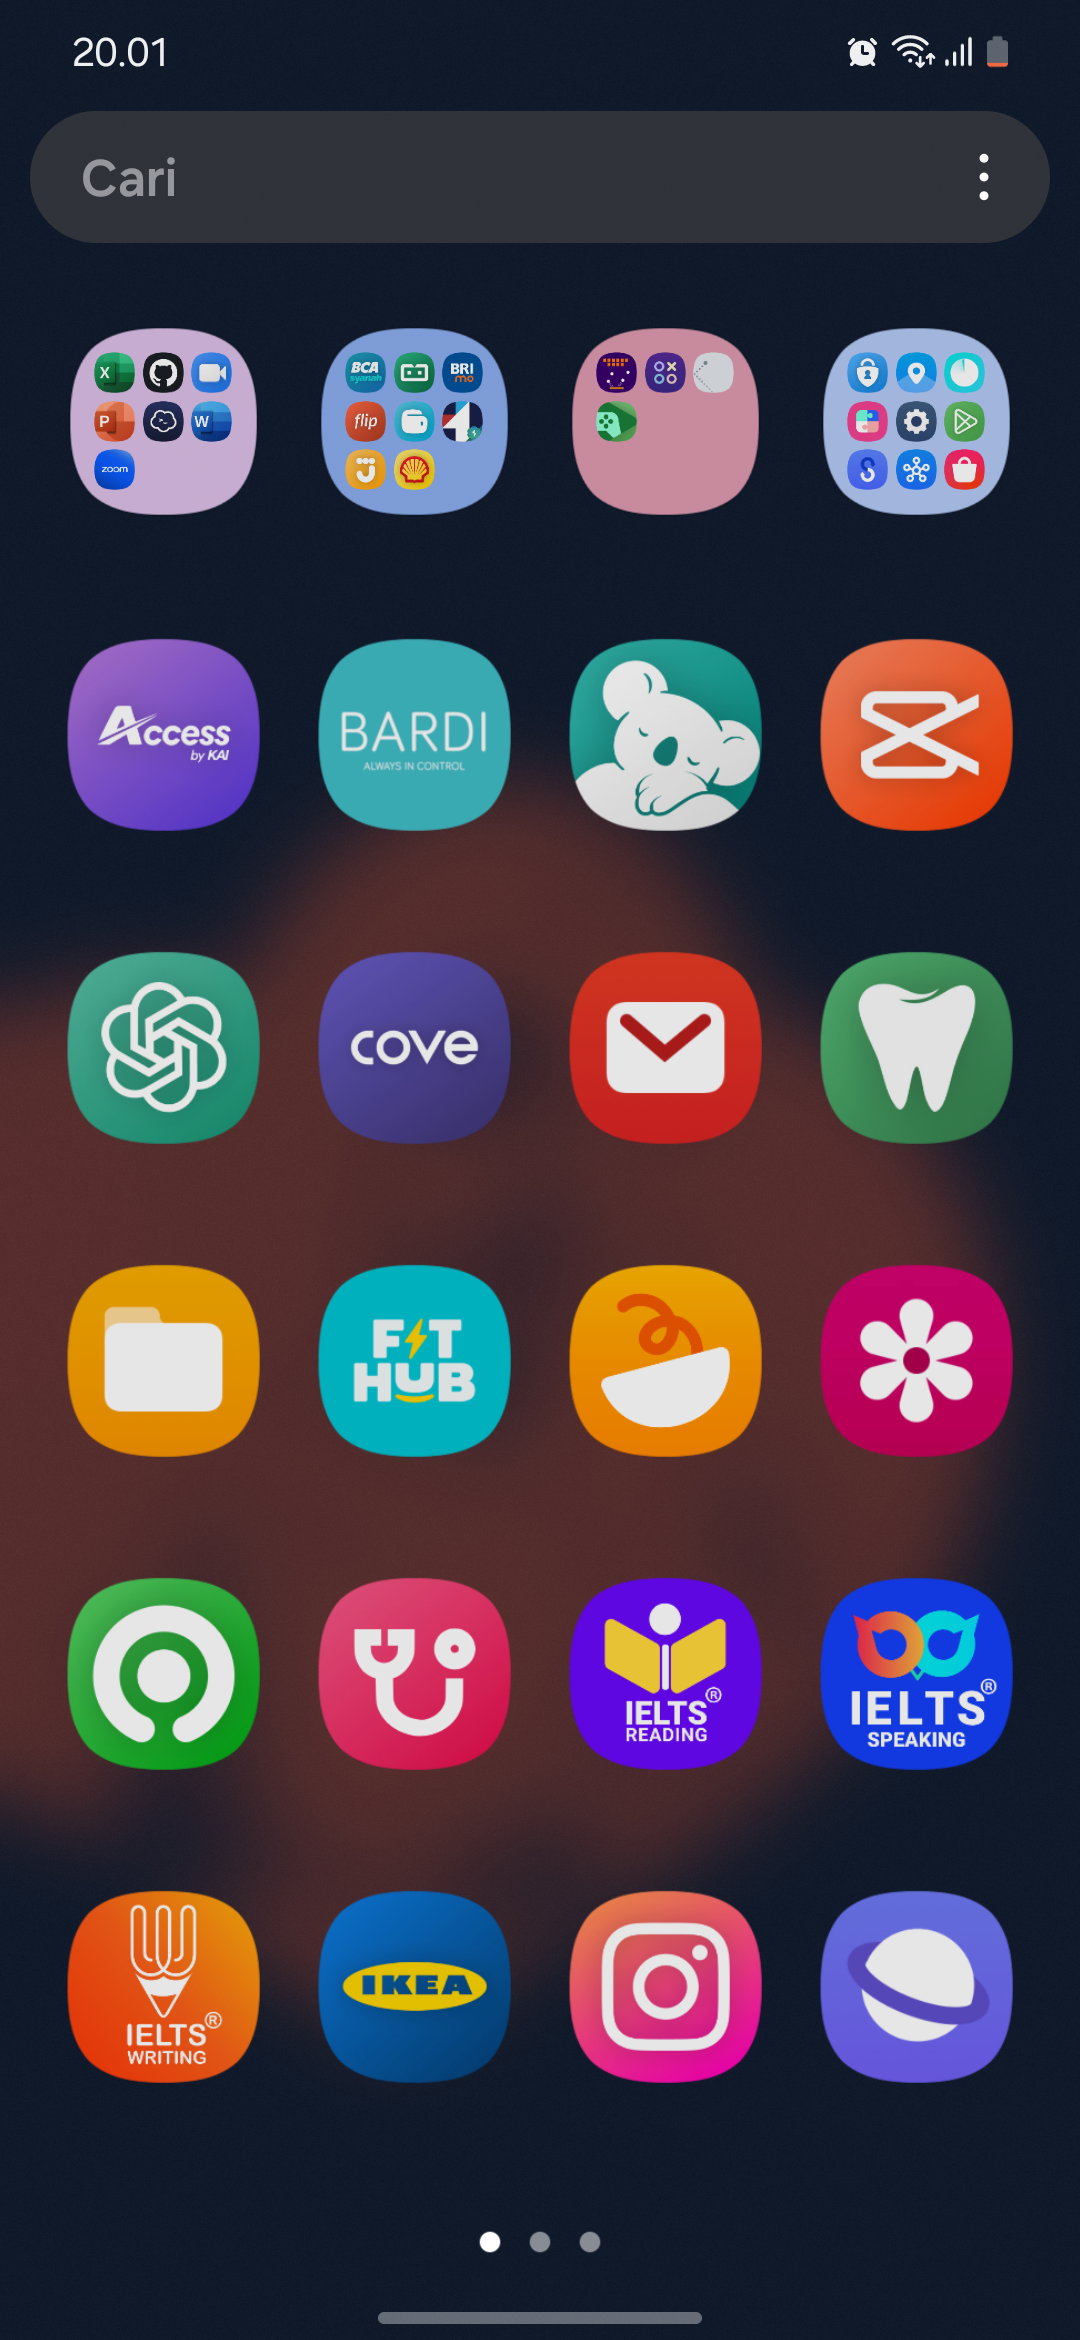 20.01
Cari
X
BCA
syariah
BRI
mo
P
W
flip
zoom
Access
by KAI
BARDI
ALWAYS IN CONTROL
cove
FIT
HUB
IELTS®
READING
IELTS®
SPEAKING
IELTS®
WRITING
IKEA